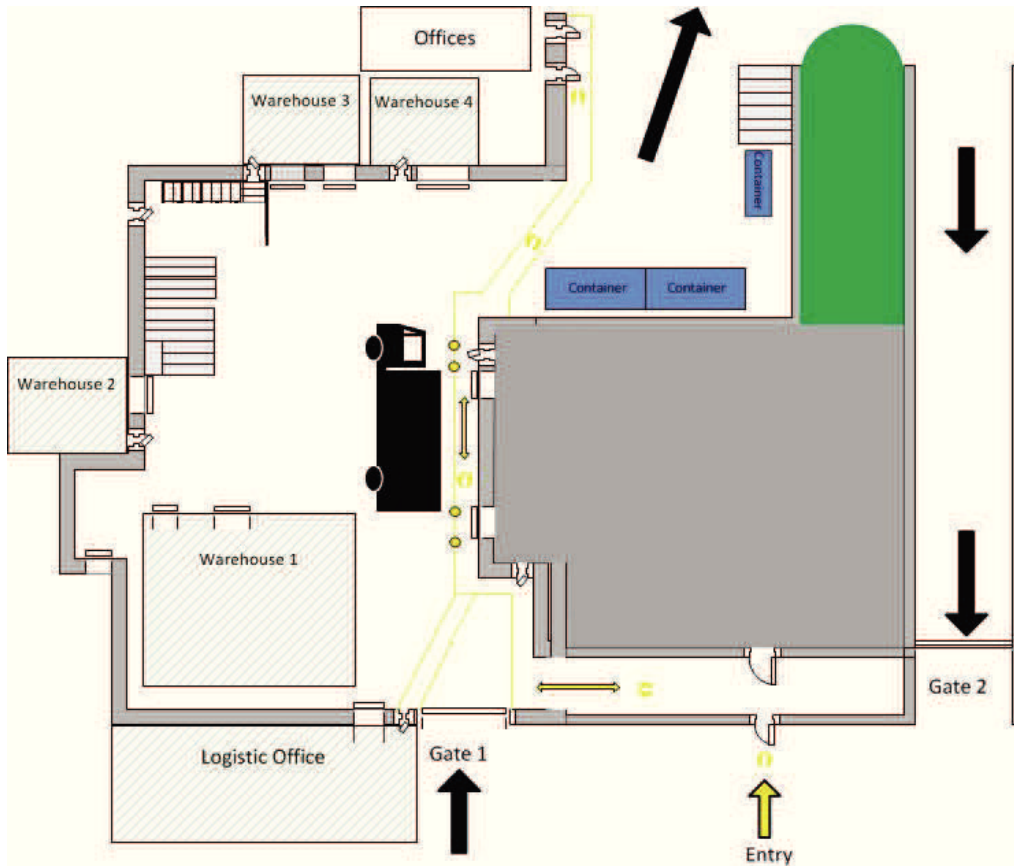 Offices
Warehouse 3
Warehouse 4
Container
Container
Container
Warehouse 2
Warehouse 1
Gate 2
Logistic Office
Gate 1
Entry